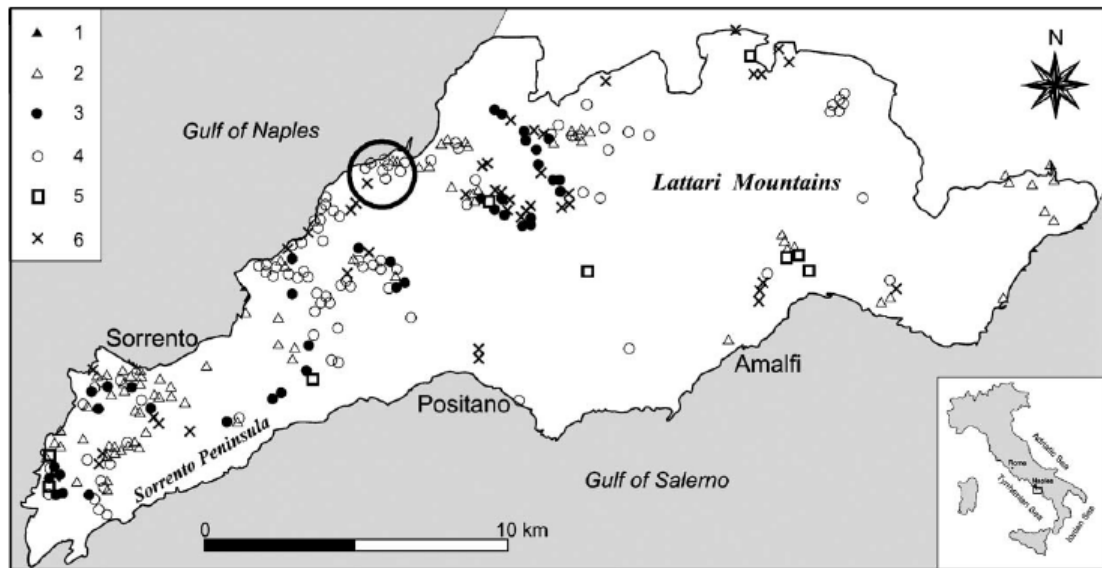 1
2
3
4
5
6
N
Gulf of Naples
Lattari Mountains
Sorrento
Amalfi
Positano
Sorrento Peninsula
Gulf of Salerno
0
10 km
Adriatic Sea
Rome
Naples
Tyrrhenian Sea
Ionian Sea